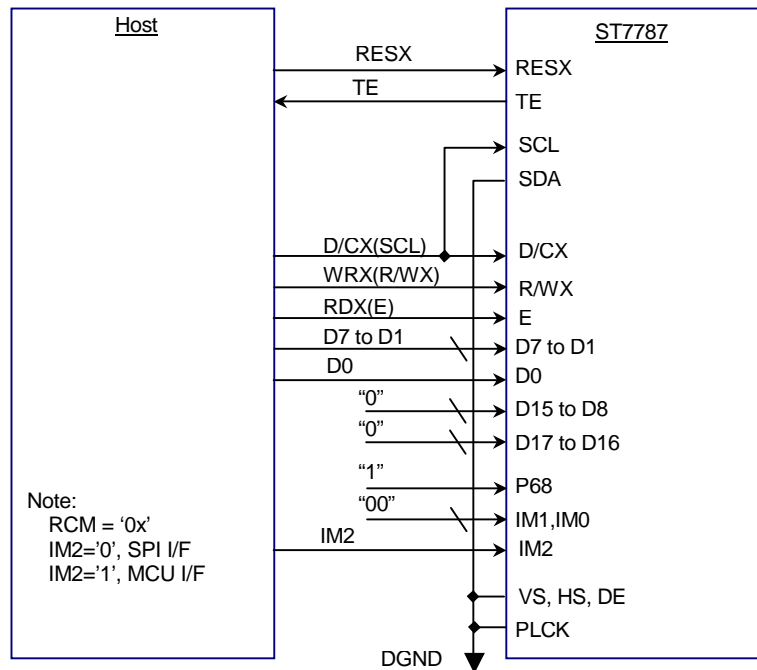 Host
ST7787
RESX
RESX
TE
TE
SCL
SDA
D/CX(SCL)
D/CX
WRX(R/WX)
R/WX
RDX(E)
E
D7 to D1
D7 to D1
D0
D0
“0”
D15 to D8
“0”
D17 to D16
“1”
P68
“00”
IM1,IM0
IM2
IM2
Note:
RCM = ‘0x’
IM2=’0’, SPI I/F
IM2=’1’, MCU I/F
VS, HS, DE
PLCK
DGND